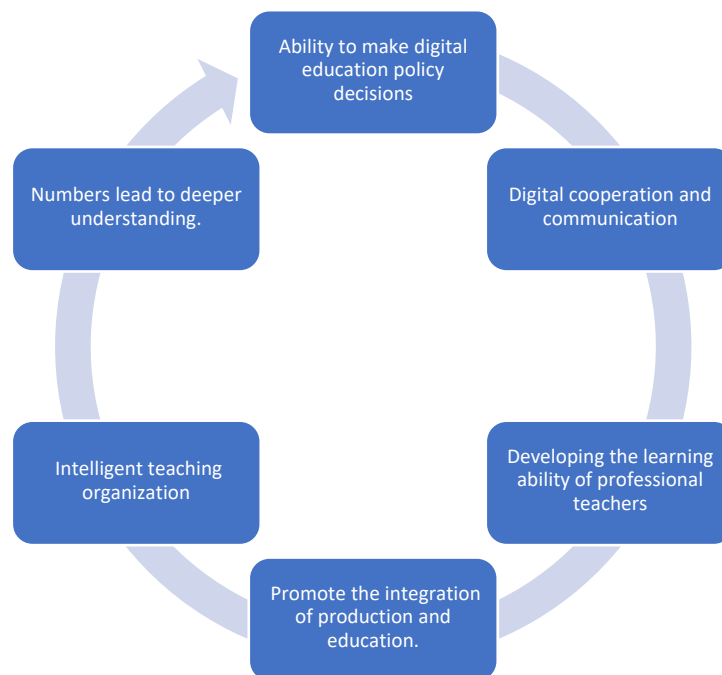 Ability to make digital
education policy
decisions
Digital cooperation and
communication
Developing the learning
ability of professional
teachers
Promote the integration
of production and
education.
Intelligent teaching
organization
Numbers lead to deeper
understanding.